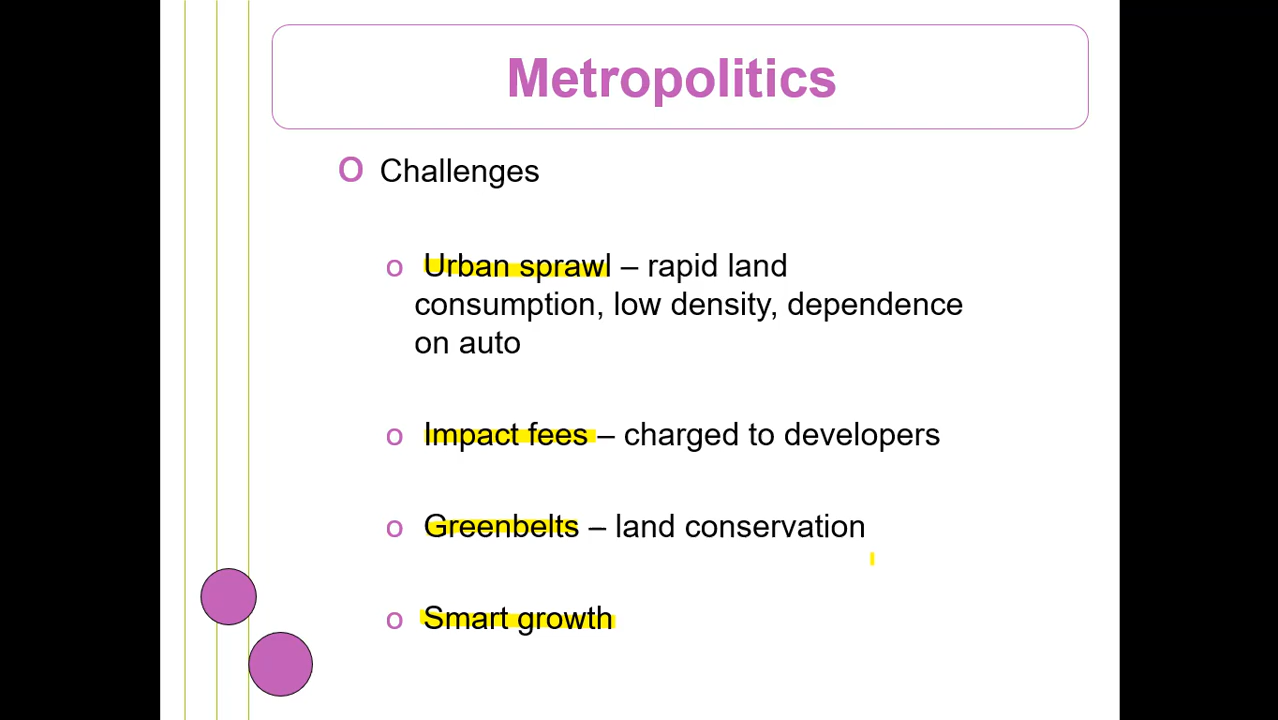 Metropolitics
Challenges
Urban sprawl – rapid land
consumption, low density, dependence
on auto
Impact fees – charged to developers
Greenbelts – land conservation
Smart growth